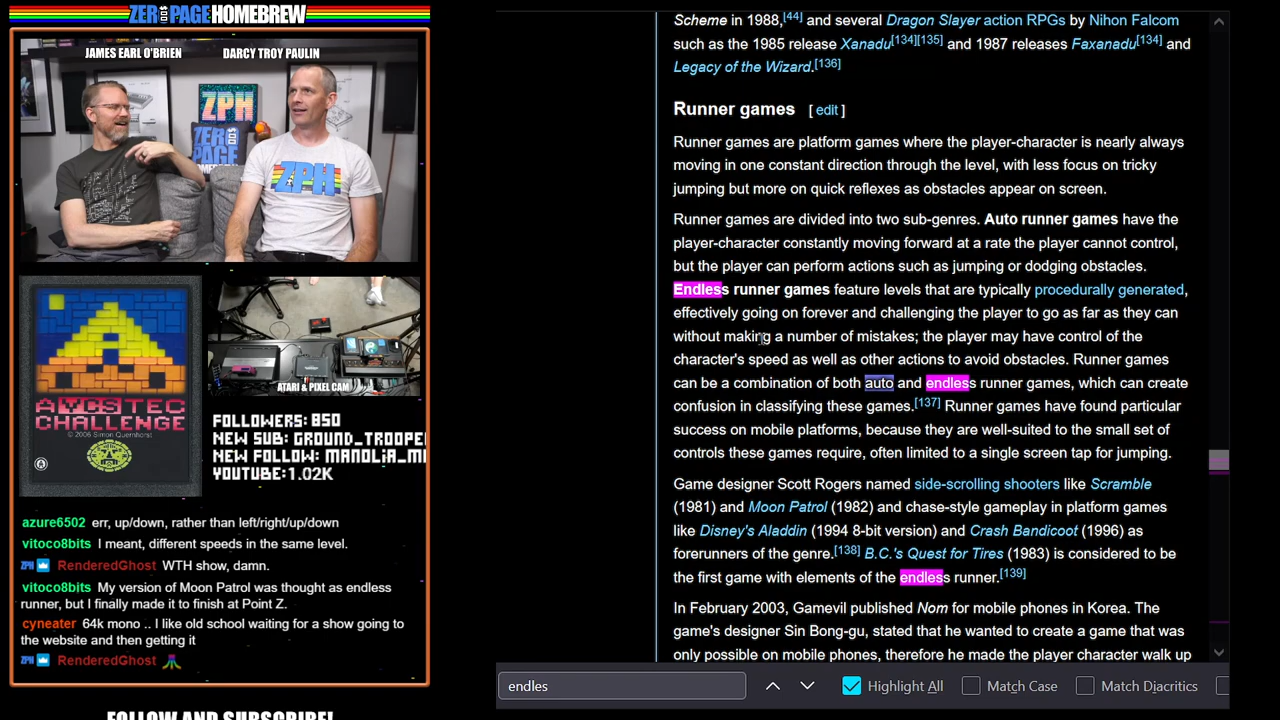 ZER PAGE HOMEBREW
JAMES EARL O'BRIEN
DARCY TROY PAULIN
ZPH
ZER PAGE
HOMEBREW
ZPH
AYCSTEC
CHALLENGE
© 2006 Simon Quernhorst
ATARI & PIXEL CAM
FOLLOWERS: 850
NEW SUB: GROUND_TROOPER
NEW FOLLOW: MANOLIA_M
YOUTUBE: 1.02K
azure6502 err, up/down, rather than left/right/up/down
vitoco8bits I meant, different speeds in the same level.
ZPH RenderedGhost WTH show, damn.
vitoco8bits My version of Moon Patrol was thought as endless
runner, but I finally made it to finish at Point Z.
cyneater 64k mono .. I like old school waiting for a show going to
the website and then getting it
ZPH RenderedGhost
FOLLOW AND SUBSCRIBE!
Scheme in 1988,[44] and several Dragon Slayer action RPGs by Nihon Falcom
such as the 1985 release Xanadu[134][135] and 1987 releases Faxanadu[134] and
Legacy of the Wizard.[136]
Runner games [ edit ]
Runner games are platform games where the player-character is nearly always
moving in one constant direction through the level, with less focus on tricky
jumping but more on quick reflexes as obstacles appear on screen.
Runner games are divided into two sub-genres. Auto runner games have the
player-character constantly moving forward at a rate the player cannot control,
but the player can perform actions such as jumping or dodging obstacles.
Endless runner games feature levels that are typically procedurally generated,
effectively going on forever and challenging the player to go as far as they can
without making a number of mistakes; the player may have control of the
character's speed as well as other actions to avoid obstacles. Runner games
can be a combination of both auto and endless runner games, which can create
confusion in classifying these games.[137] Runner games have found particular
success on mobile platforms, because they are well-suited to the small set of
controls these games require, often limited to a single screen tap for jumping.
Game designer Scott Rogers named side-scrolling shooters like Scramble
(1981) and Moon Patrol (1982) and chase-style gameplay in platform games
like Disney's Aladdin (1994 8-bit version) and Crash Bandicoot (1996) as
forerunners of the genre.[138] B.C.'s Quest for Tires (1983) is considered to be
the first game with elements of the endless runner.[139]
In February 2003, Gamevil published Nom for mobile phones in Korea. The
game's designer Sin Bong-gu, stated that he wanted to create a game that was
only possible on mobile phones, therefore he made the player character walk up
endles
Highlight All
Match Case
Match Diacritics